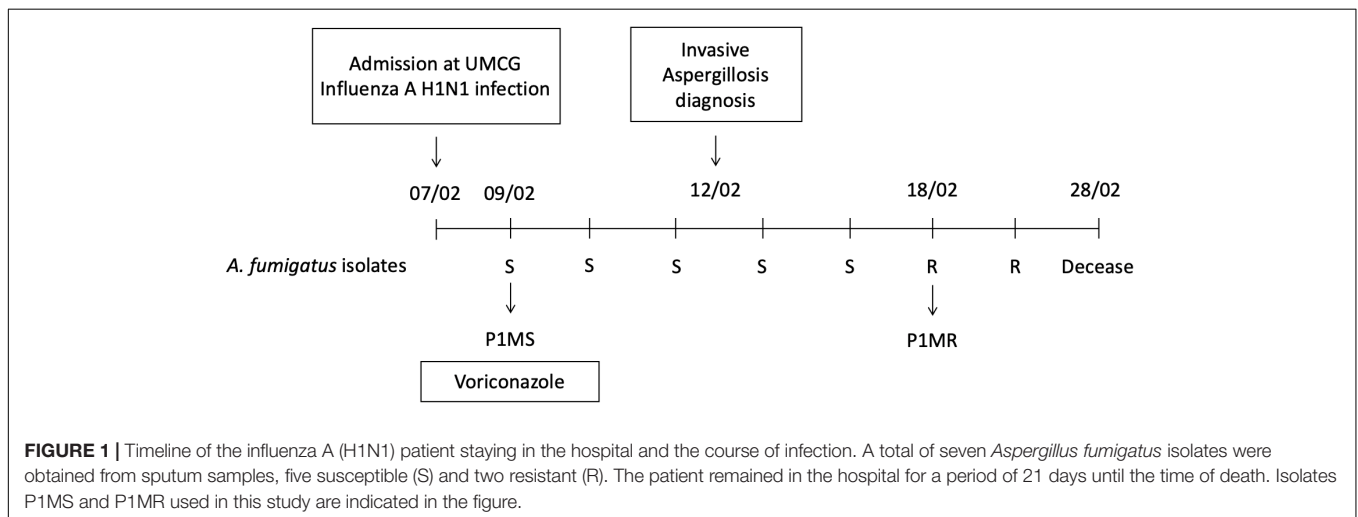 Admission at UMCG
Influenza A H1N1 infection
Invasive
Aspergillosis
diagnosis
07/02 09/02 12/02 18/02 28/02
A. fumigatus isolates S S S S S R R Decease
P1MS P1MR
Voriconazole
FIGURE 1 | Timeline of the influenza A (H1N1) patient staying in the hospital and the course of infection. A total of seven Aspergillus fumigatus isolates were
obtained from sputum samples, five susceptible (S) and two resistant (R). The patient remained in the hospital for a period of 21 days until the time of death. Isolates
P1MS and P1MR used in this study are indicated in the figure.